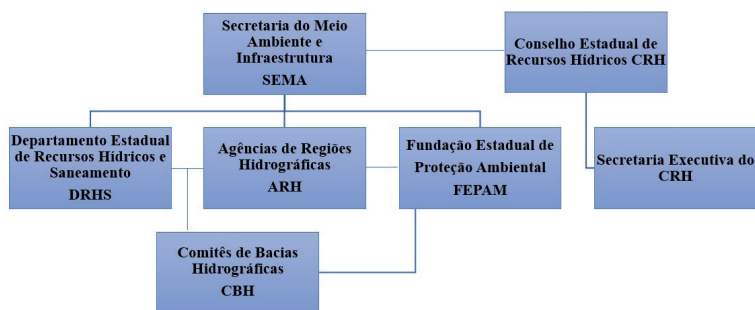 Secretaria do Meio
Ambiente e
Infraestrutura
SEMA
Conselho Estadual de
Recursos Hídricos CRH
Departamento Estadual
de Recursos Hídricos e
Saneamento
DRHS
Agências de Regiões
Hidrográficas
ARH
Fundação Estadual de
Proteção Ambiental
FEPAM
Secretaria Executiva do
CRH
Comitês de Bacias
Hidrográficas
CBH